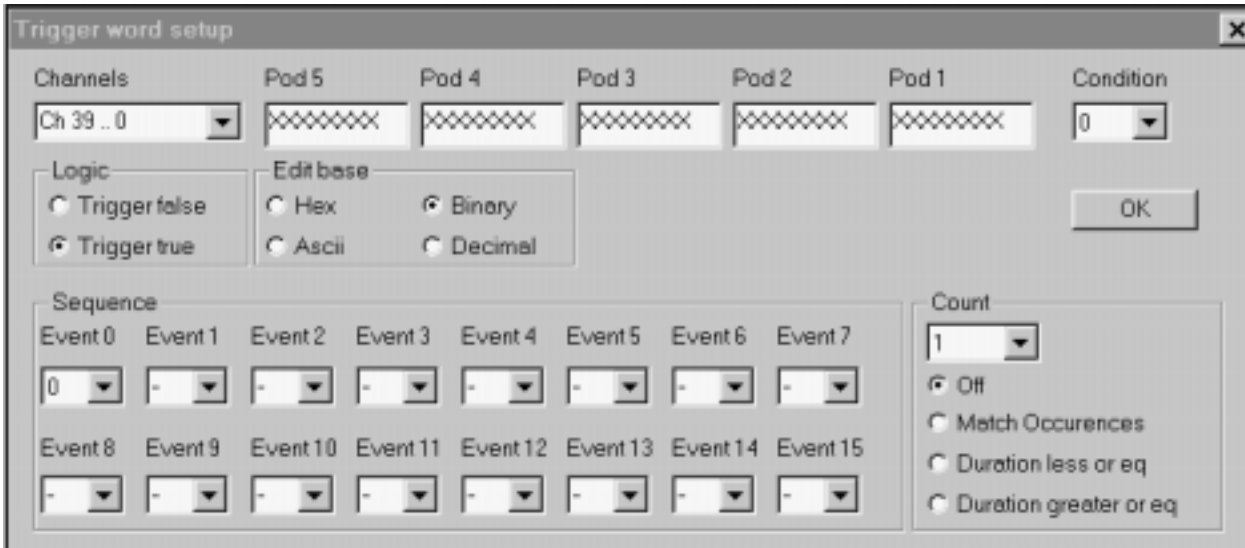 Trigger word setup
Channels Pod 5 Pod 4 Pod 3 Pod 2 Pod 1 Condition
Ch 39 .. 0 XXXXXXXX XXXXXXXX XXXXXXXX XXXXXXXX XXXXXXXX 0
Logic Edit base
Trigger false Hex Binary OK
Trigger true Ascii Decimal
Sequence Count
Event 0 Event 1 Event 2 Event 3 Event 4 Event 5 Event 6 Event 7 1
0 - - - - - - - Off
Match Occurences
Event 8 Event 9 Event 10 Event 11 Event 12 Event 13 Event 14 Event 15
Duration less or eq
- - - - - - - -
Duration greater or eq